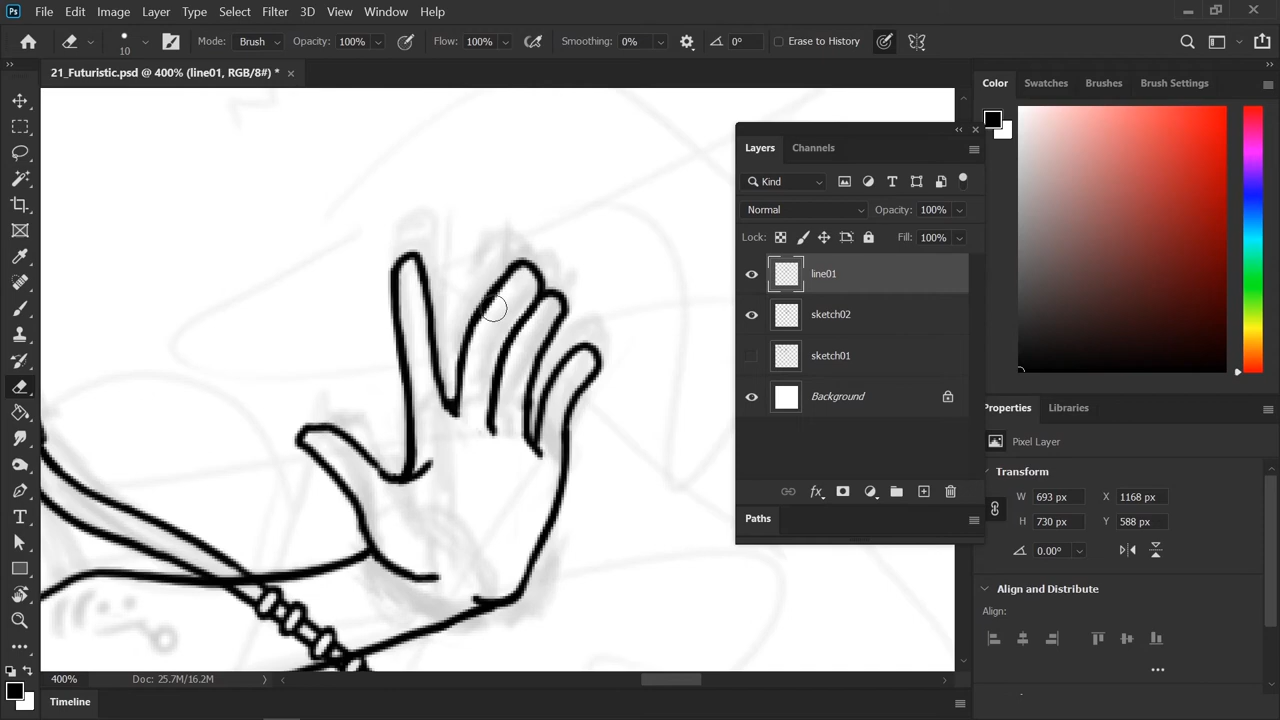 Ps File Edit Image Layer Type Select Filter 3D View Window Help
10 Mode: Brush Opacity: 100% Flow: 100% Smoothing: 0% 0° Erase to History
21_Futuristic.psd @ 400% (line01, RGB/8#) *
Color Swatches Brushes Brush Settings
Layers Channels
Kind
Normal Opacity: 100%
Lock: Fill: 100%
line01
sketch02
sketch01
Background
fx
Paths
Properties Libraries
Pixel Layer
Transform
W 693 px X 1168 px
H 730 px Y 588 px
0.00°
Align and Distribute
Align:
400% Doc: 25.7M/16.2M
Timeline